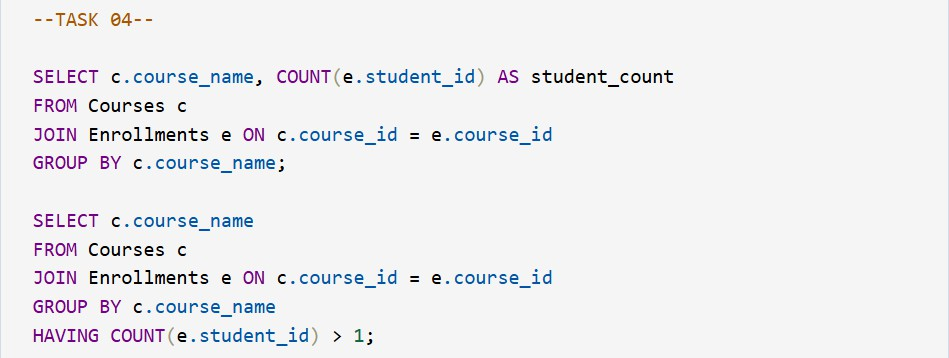 --TASK 04--
SELECT c.course_name, COUNT(e.student_id) AS student_count
FROM Courses c
JOIN Enrollments e ON c.course_id = e.course_id
GROUP BY c.course_name;
SELECT c.course_name
FROM Courses c
JOIN Enrollments e ON c.course_id = e.course_id
GROUP BY c.course_name
HAVING COUNT(e.student_id) > 1;